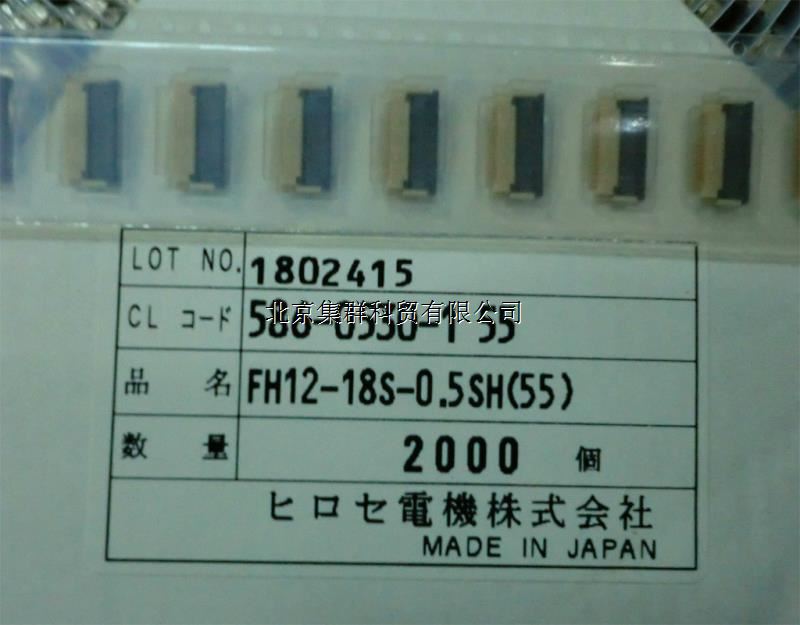 LOT NO. 1802415
CL コード
北京集群科贸有限公司
品 名 FH12-18S-0.5SH(55)
数 量 2000 個
ヒロセ電機株式会社
MADE IN JAPAN